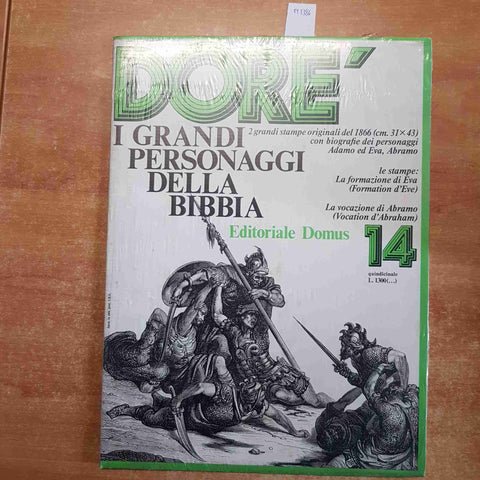 DORE'
I GRANDI
PERSONAGGI
DELLA
BIBBIA
2 grandi stampe originali del 1866 (cm. 31×43)
con biografie dei personaggi
Adamo ed Eva, Abramo
le stampe:
La formazione di Eva
(Formation d'Eve)
La vocazione di Abramo
(Vocation d'Abraham)
Editoriale Domus
14
quindicinale
L. 1300 (...)